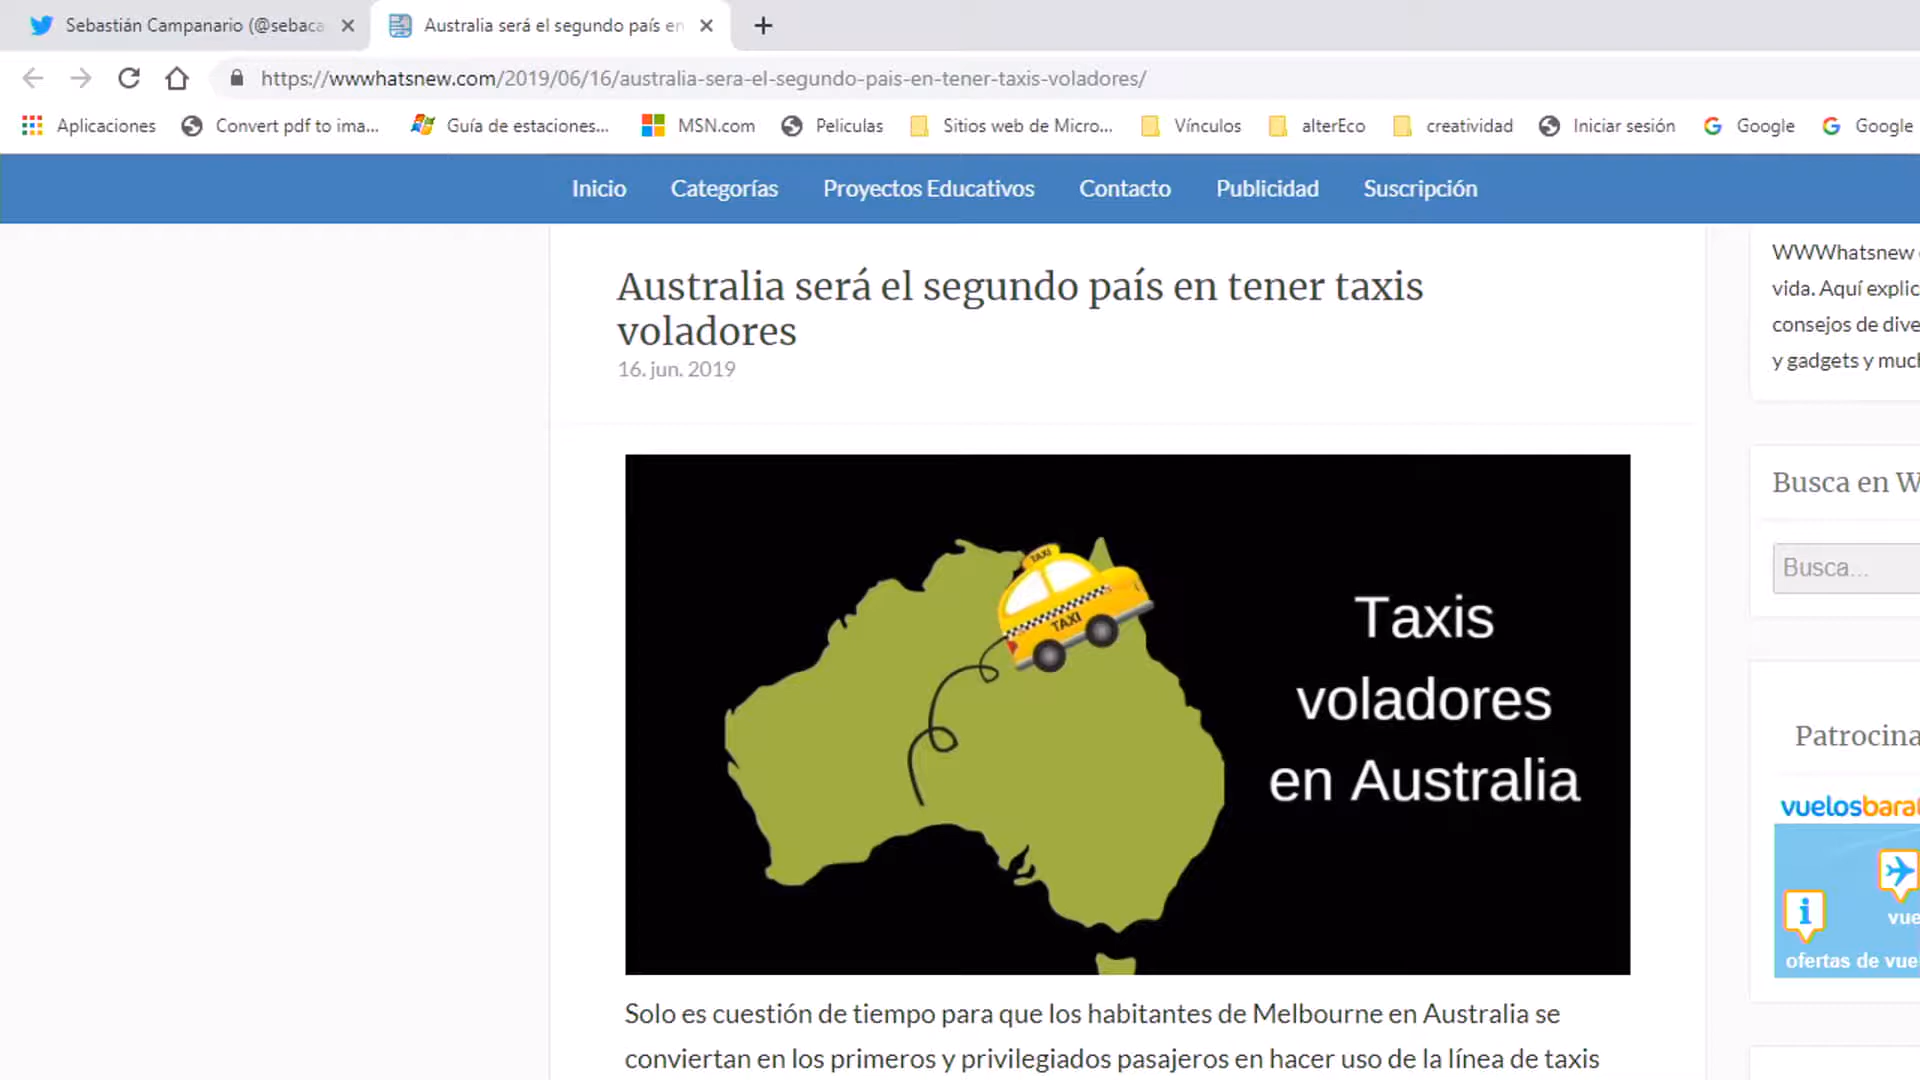 Sebastián Campanario (@sebaca
Australia será el segundo país en
https://wwwhatsnew.com/2019/06/16/australia-sera-el-segundo-pais-en-tener-taxis-voladores/
Aplicaciones
Convert pdf to ima...
Guía de estaciones...
MSN.com
Peliculas
Sitios web de Micro...
Vínculos
alterEco
creatividad
Iniciar sesión
Google
Google
Inicio
Categorías
Proyectos Educativos
Contacto
Publicidad
Suscripción
Australia será el segundo país en tener taxis
voladores
16. jun. 2019
TAXI
TAXI
Taxis
voladores
en Australia
Solo es cuestión de tiempo para que los habitantes de Melbourne en Australia se
conviertan en los primeros y privilegiados pasajeros en hacer uso de la línea de taxis
WWWhatsnew
vida. Aquí explic
consejos de dive
y gadgets y much
Busca en W
Busca...
Patrocina
vuelosbarat
i
vue
ofertas de vue